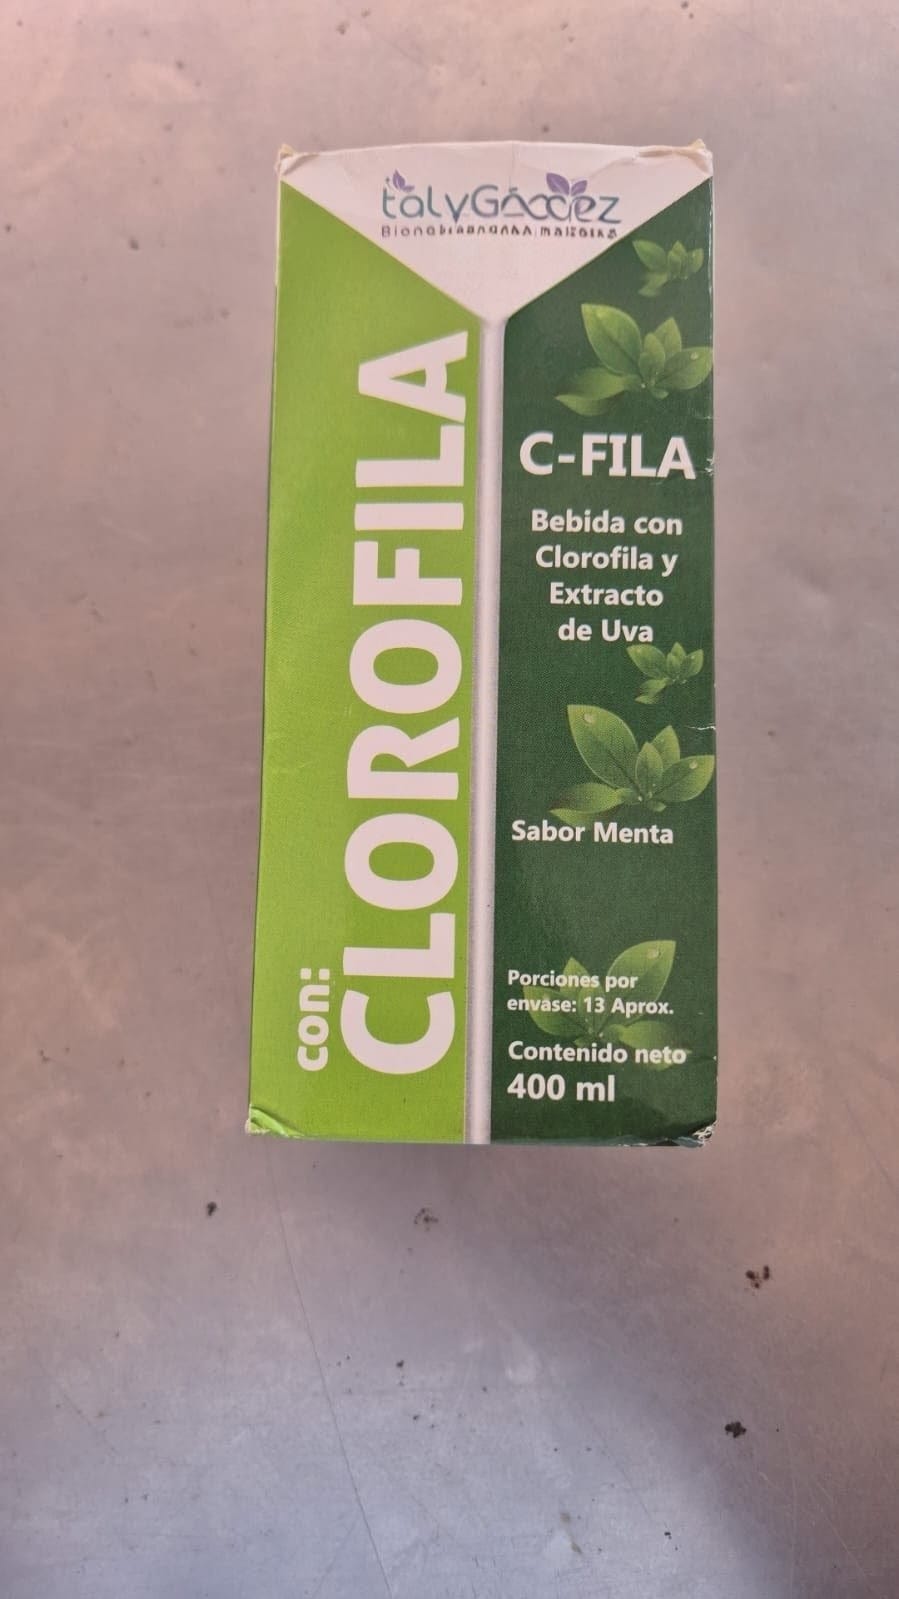 con:
CLOROFILA
C-FILA
Bebida con
Clorofila y
Extracto
de Uva
Sabor Menta
Porciones por
envase: 13 Aprox.
Contenido neto
400 ml